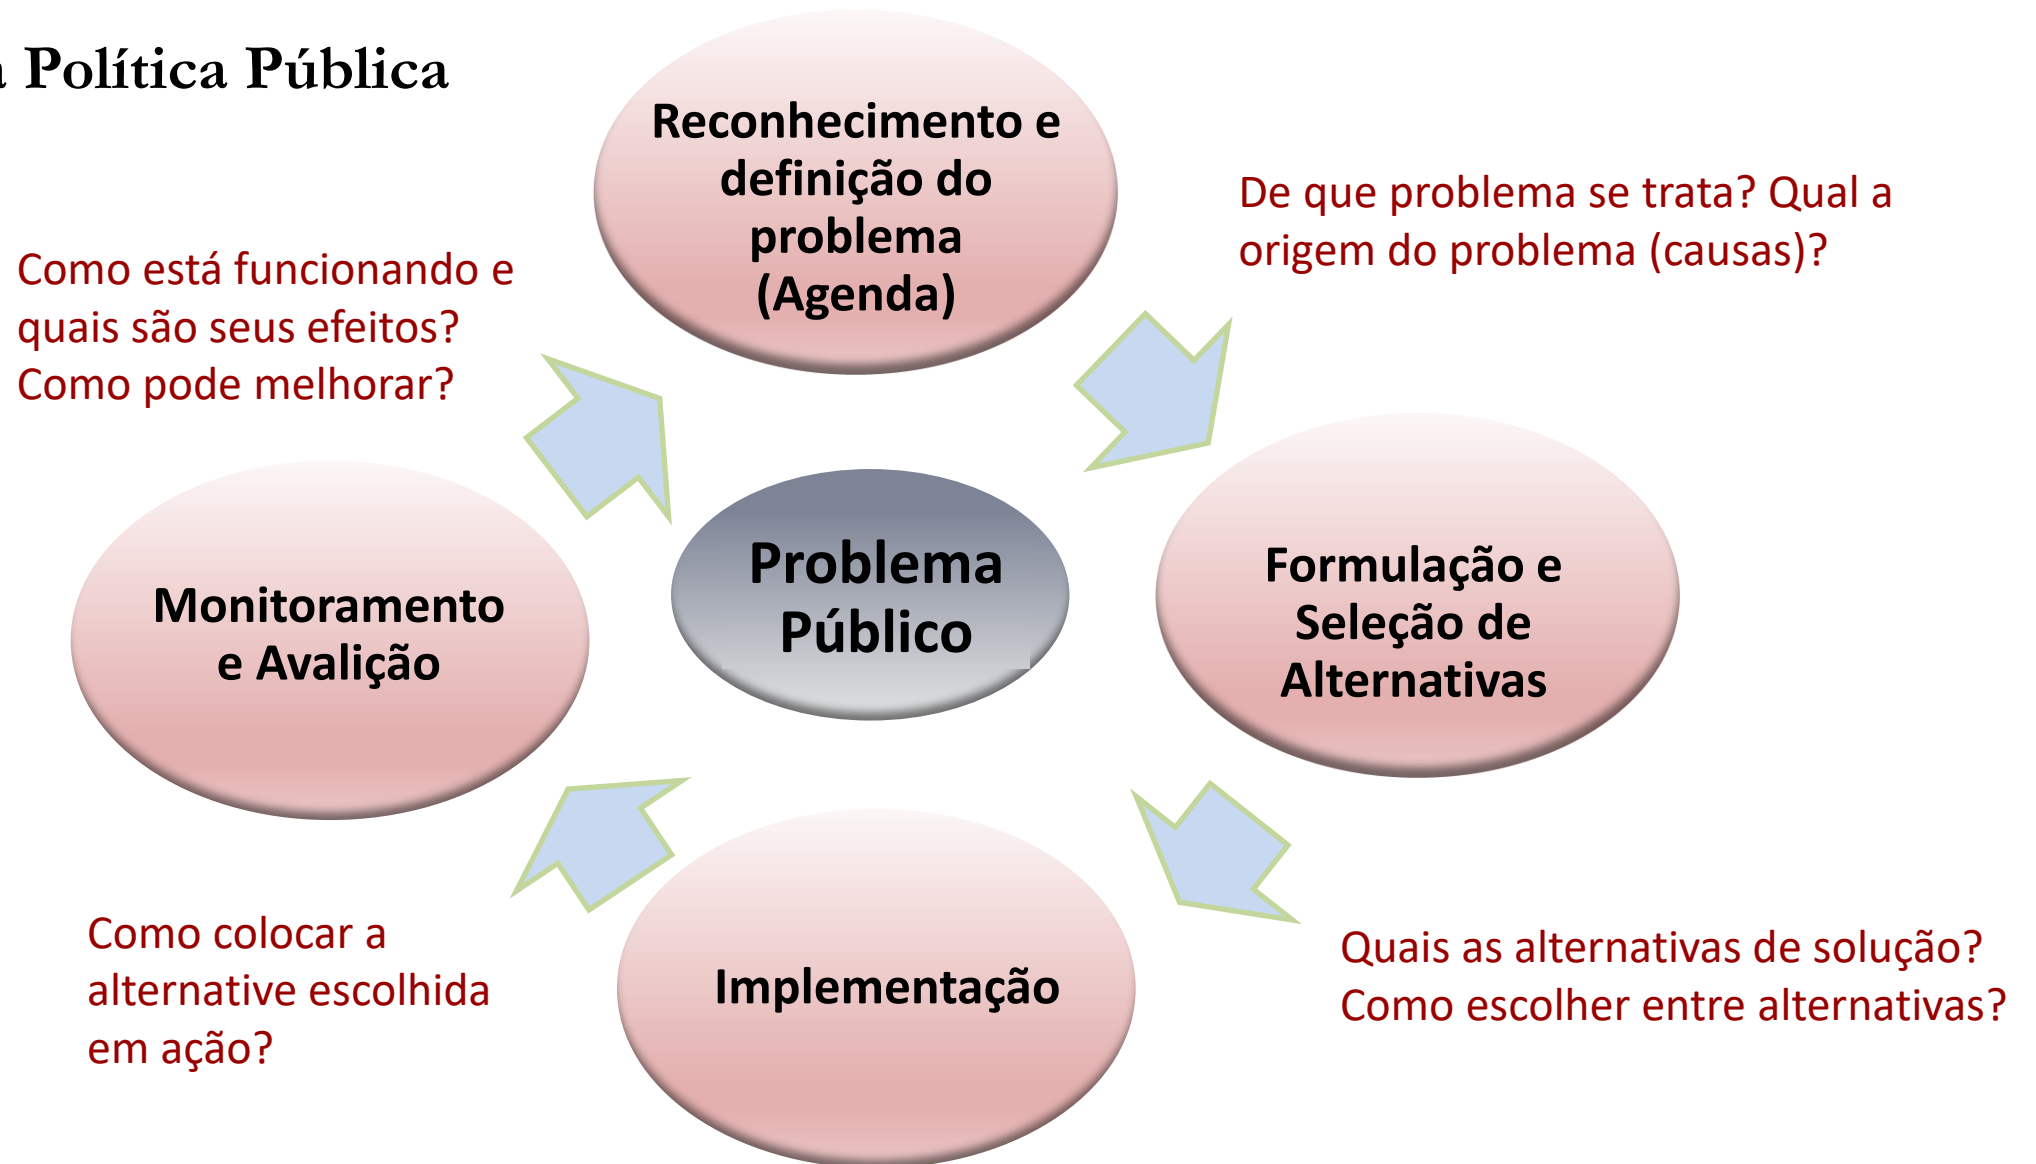 a Política Pública
Reconhecimento e
definição do
problema
(Agenda)
De que problema se trata? Qual a
origem do problema (causas)?
Como está funcionando e
quais são seus efeitos?
Como pode melhorar?
Problema
Público
Formulação e
Seleção de
Alternativas
Monitoramento
e Avalição
Como colocar a
alternative escolhida
em ação?
Implementação
Quais as alternativas de solução?
Como escolher entre alternativas?